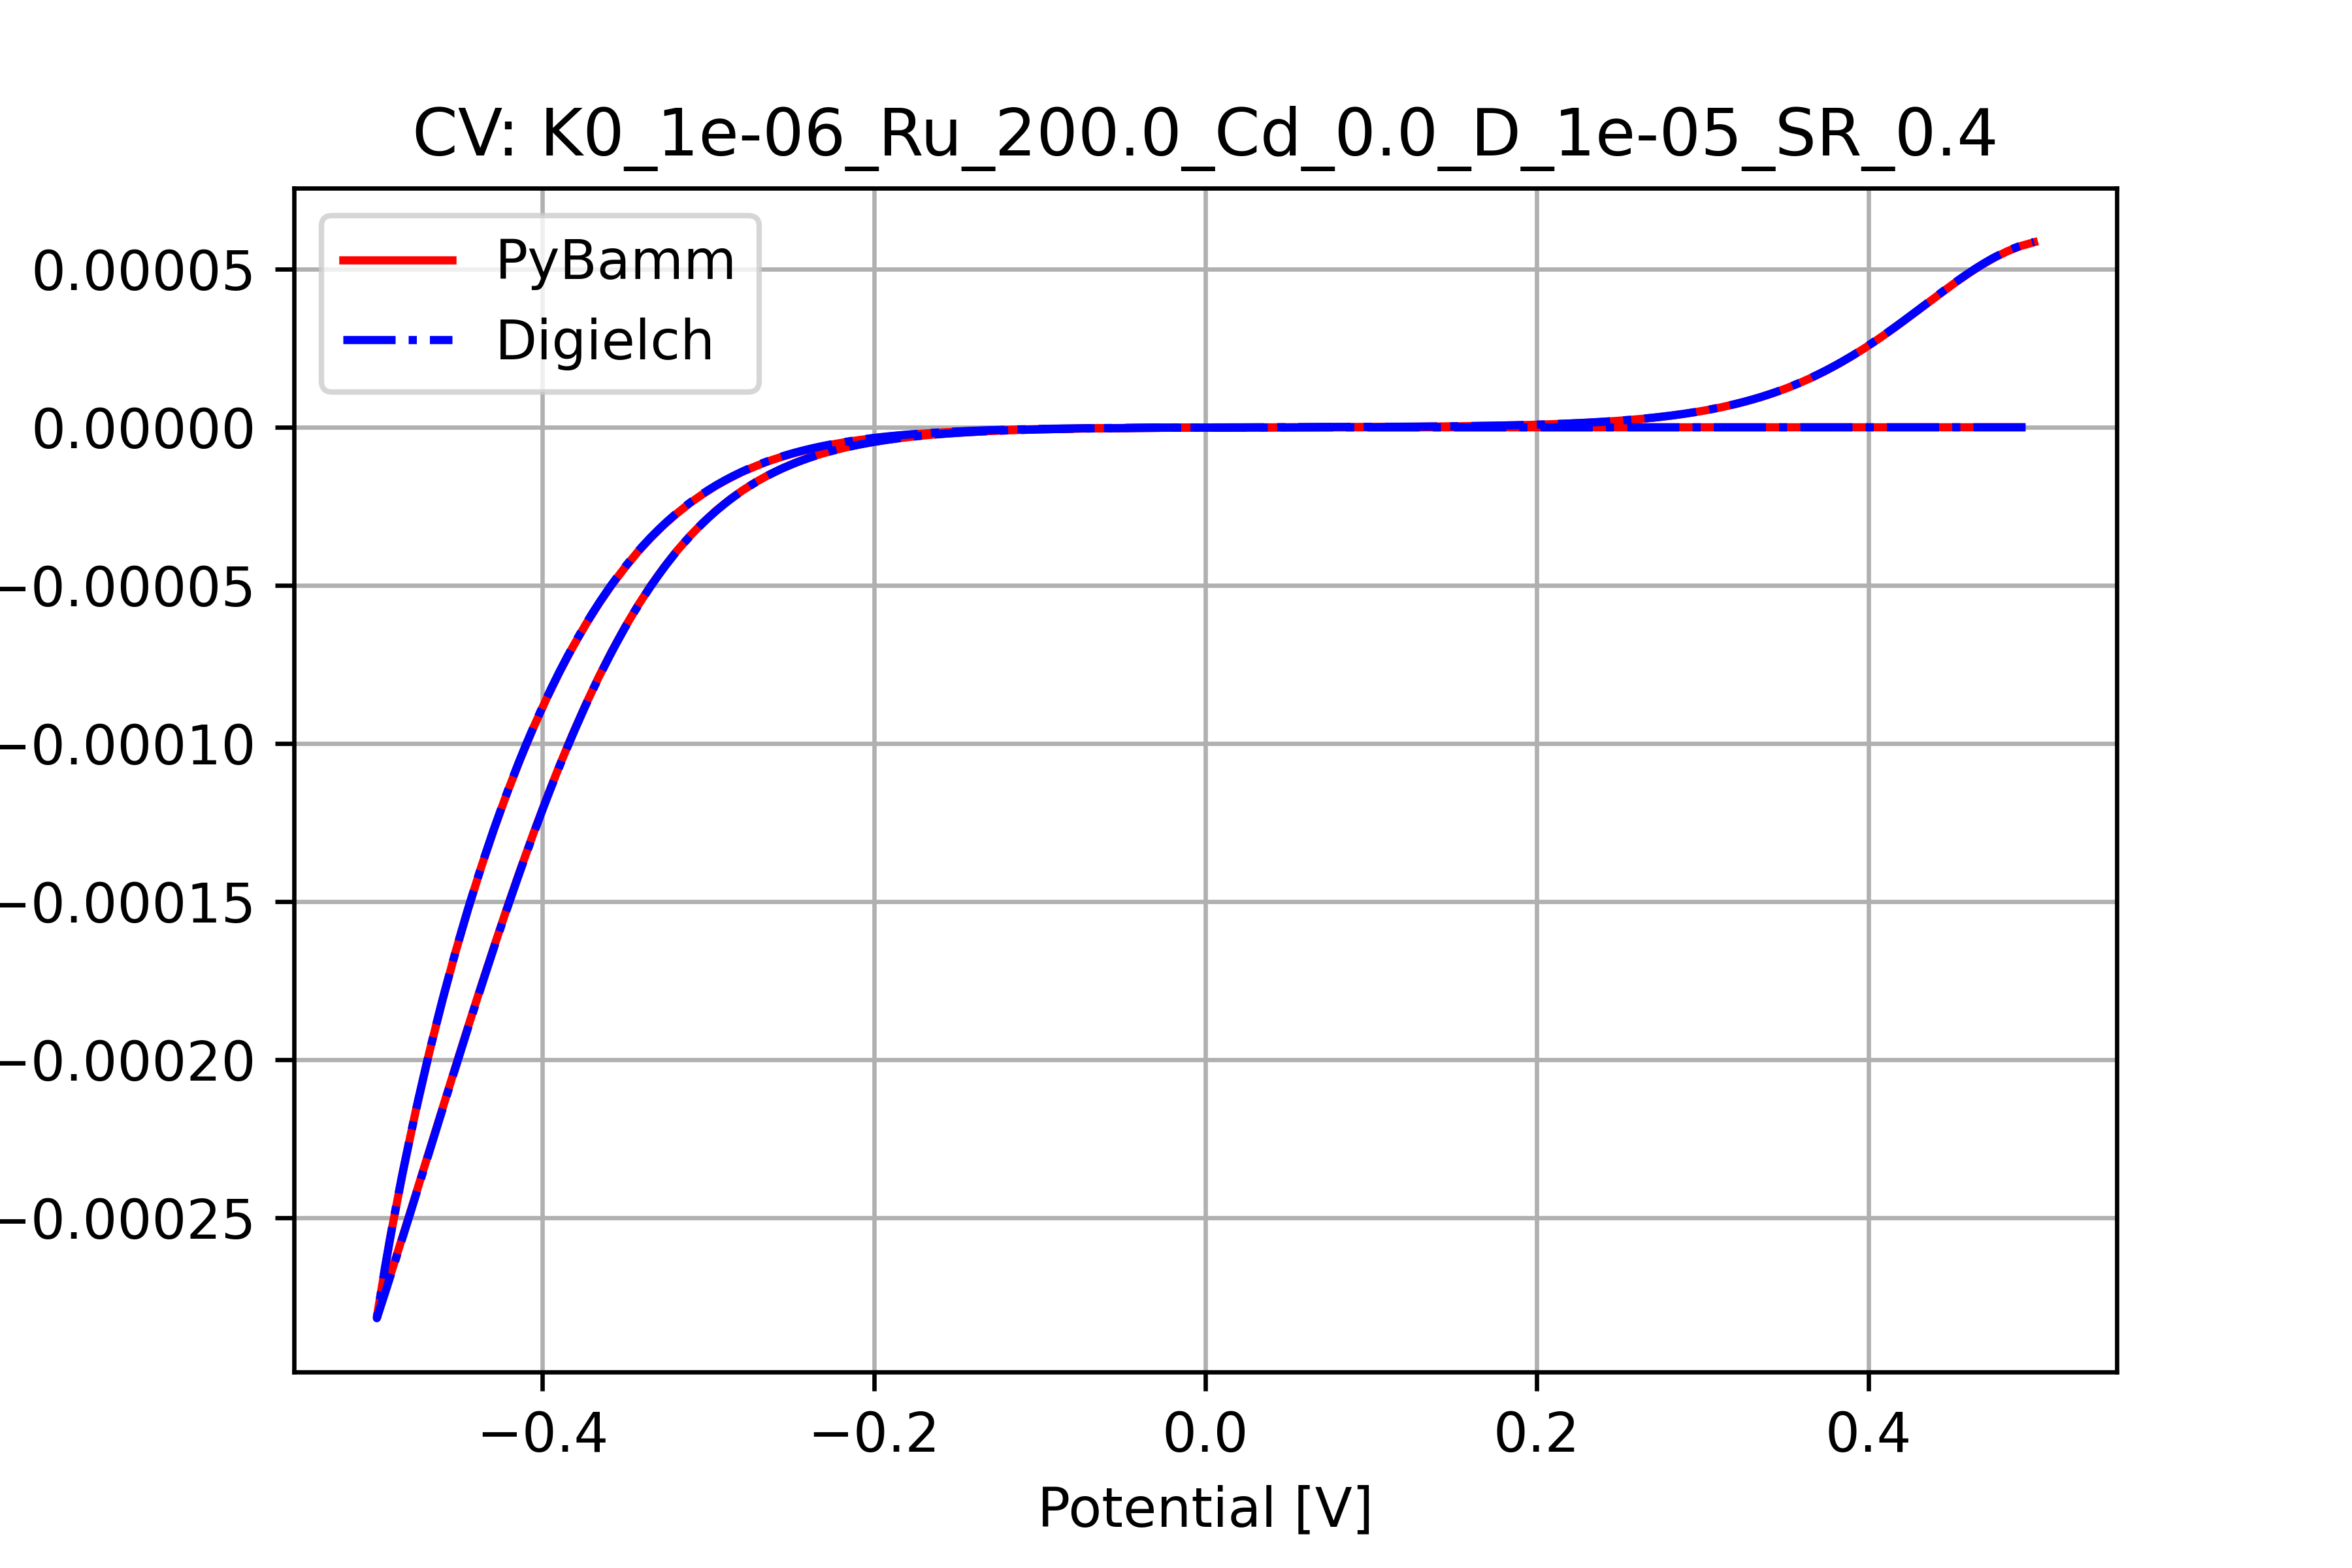 CV: K0_1e-06_Ru_200.0_Cd_0.0_D_1e-05_SR_0.4
PyBamm
Digielch
0.00005
0.00000
−0.00005
−0.00010
−0.00015
−0.00020
−0.00025
−0.4 −0.2 0.0 0.2 0.4
Potential [V]